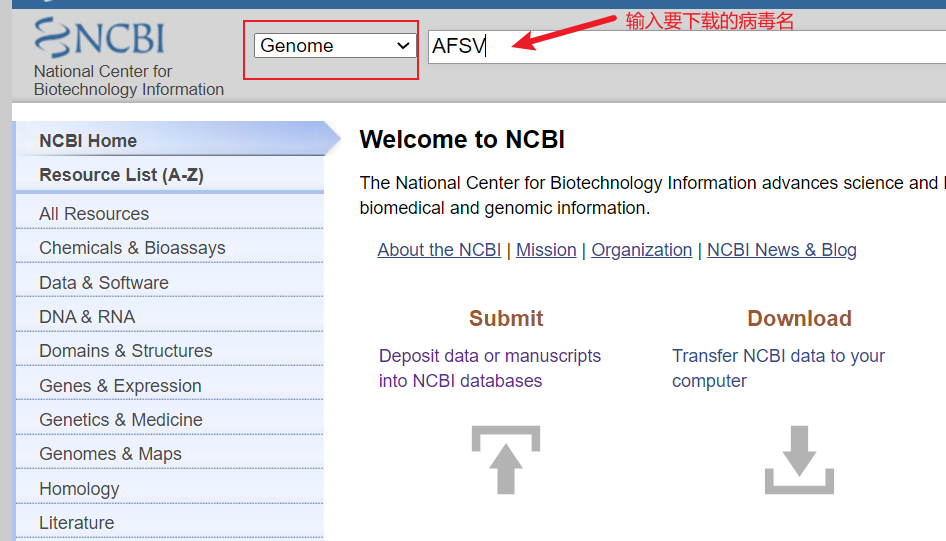 输入要下载的病毒名
NCBI
Genome
AFSV
National Center for
Biotechnology Information
NCBI Home
Resource List (A-Z)
All Resources
Chemicals & Bioassays
Data & Software
DNA & RNA
Domains & Structures
Genes & Expression
Genetics & Medicine
Genomes & Maps
Homology
Literature
Welcome to NCBI
The National Center for Biotechnology Information advances science and
biomedical and genomic information.
About the NCBI | Mission | Organization | NCBI News & Blog
Submit
Deposit data or manuscripts
into NCBI databases
Download
Transfer NCBI data to your
computer